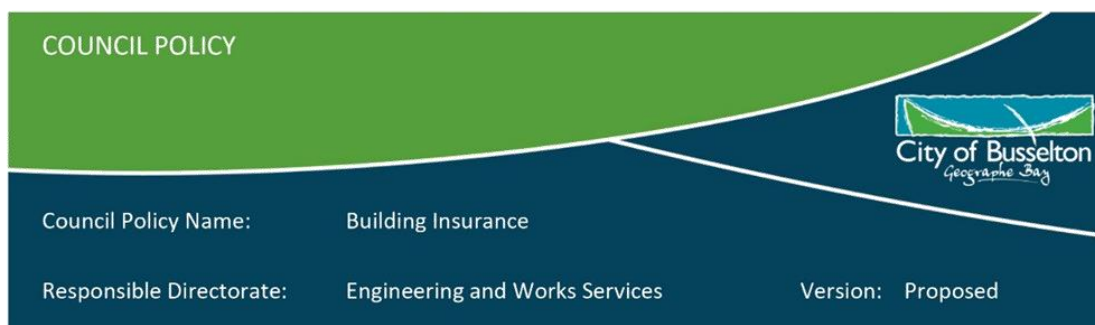 COUNCIL POLICY
City of Busselton
Geographe Bay
Council Policy Name: Building Insurance
Responsible Directorate: Engineering and Works Services Version: Proposed